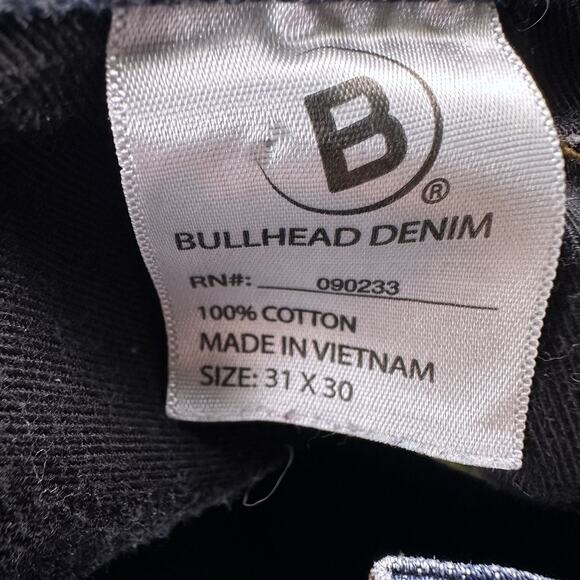 B®
BULLHEAD DENIM
RN#: 090233
100% COTTON
MADE IN VIETNAM
SIZE: 31 X 30